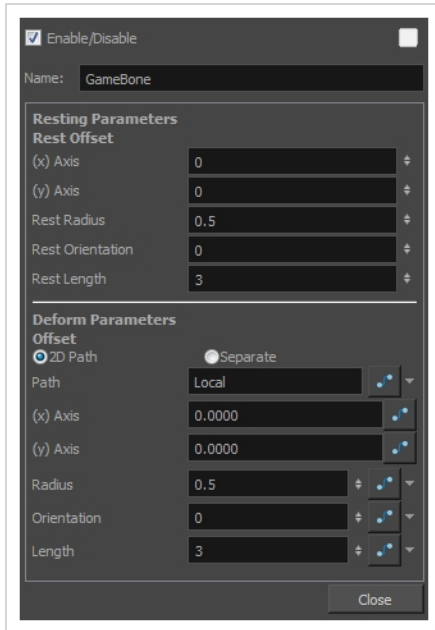 Enable/Disable
Name: GameBone
Resting Parameters
Rest Offset
(x) Axis 0
(y) Axis 0
Rest Radius 0.5
Rest Orientation 0
Rest Length 3
Deform Parameters
Offset
2D Path Separate
Path Local
(x) Axis 0.0000
(y) Axis 0.0000
Radius 0.5
Orientation 0
Length 3
Close